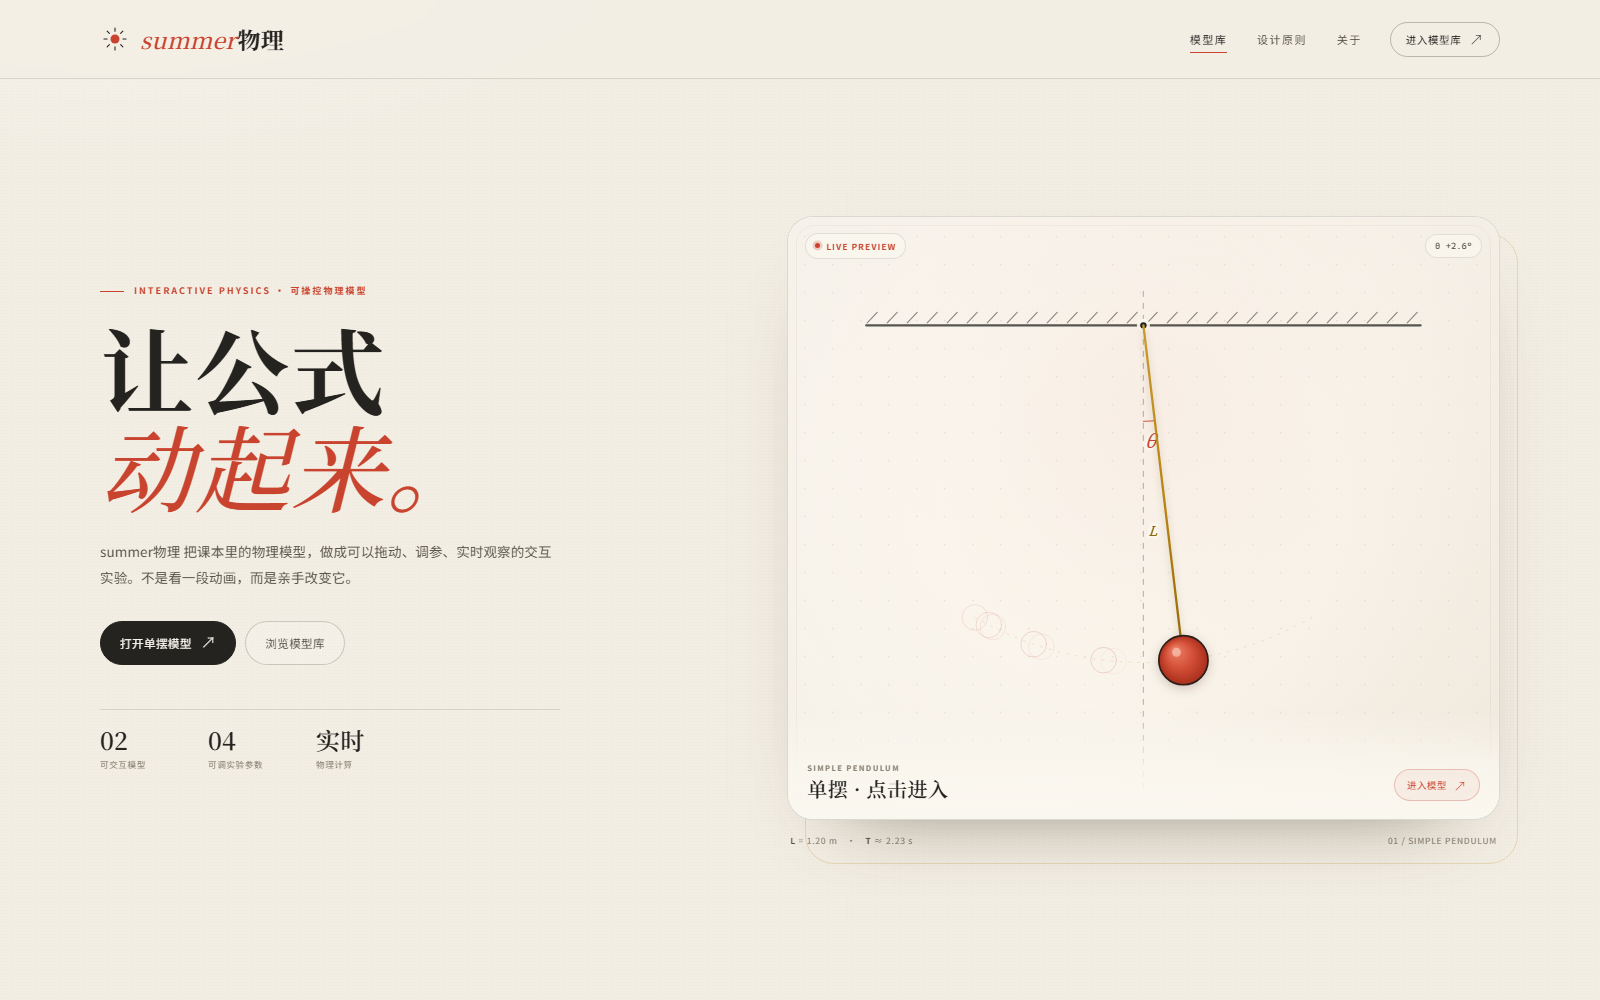 summer物理
模型库 设计原则 关于 进入模型库
INTERACTIVE PHYSICS · 可操控物理模型
让公式
动起来。
summer物理 把课本里的物理模型，做成可以拖动、调参、实时观察的交互
实验。不是看一段动画，而是亲手改变它。
打开单摆模型 浏览模型库
02 04 实时
可交互模型 可调实验参数 物理计算
LIVE PREVIEW
θ +2.6°
θ
L
SIMPLE PENDULUM
单摆 · 点击进入
进入模型
L = 1.20 m · T ≈ 2.23 s
01 / SIMPLE PENDULUM